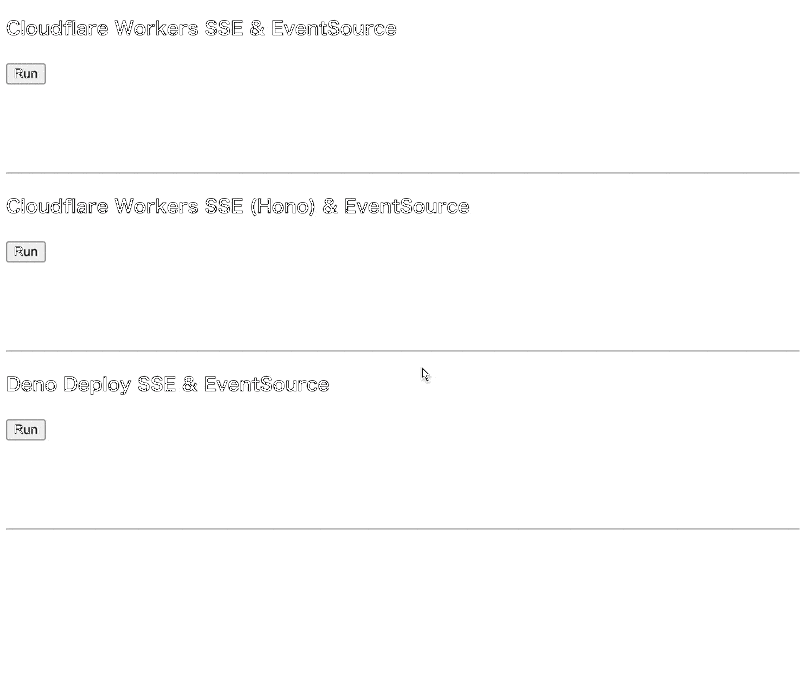 Cloudflare Workers SSE & EventSource
Run
Cloudflare Workers SSE (Hono) & EventSource
Run
Deno Deploy SSE & EventSource
Run